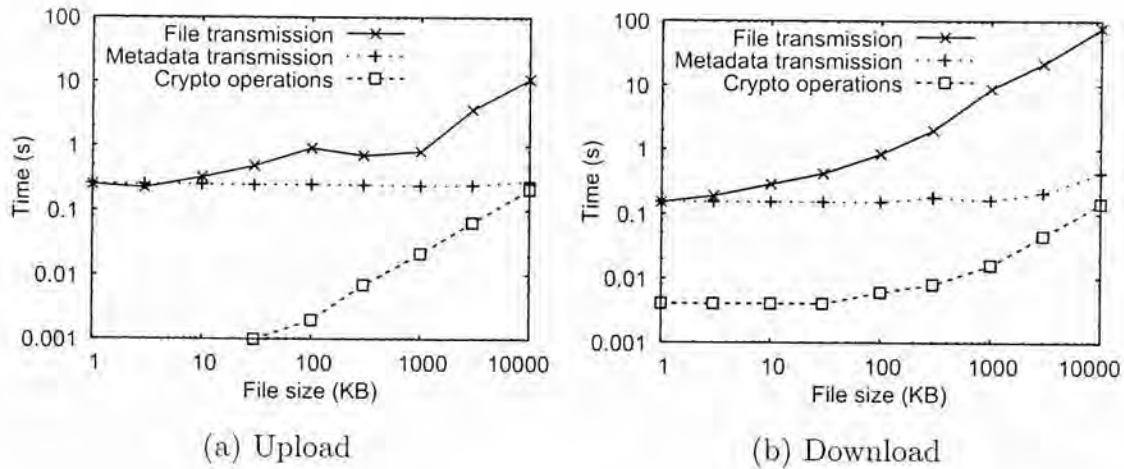 100
10
1
0.1
0.01
0.001
Time (s)
File transmission
Metadata transmission
Crypto operations
1
10
100
1000
10000
File size (KB)
(a) Upload
100
10
1
0.1
0.01
0.001
Time (s)
File transmission
Metadata transmission
Crypto operations
1
10
100
1000
10000
File size (KB)
(b) Download